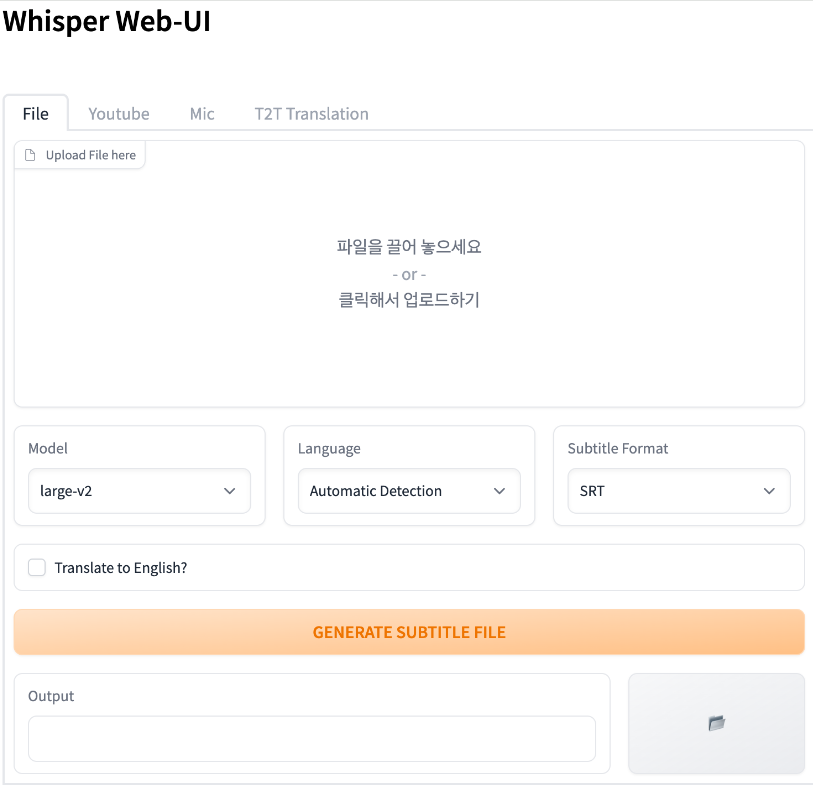 Whisper Web-UI
File
Youtube
Mic
T2T Translation
Upload File here
파일을 끌어 놓으세요
- or -
클릭해서 업로드하기
Model
Language
Subtitle Format
large-v2
Automatic Detection
SRT
Translate to English?
GENERATE SUBTITLE FILE
Output